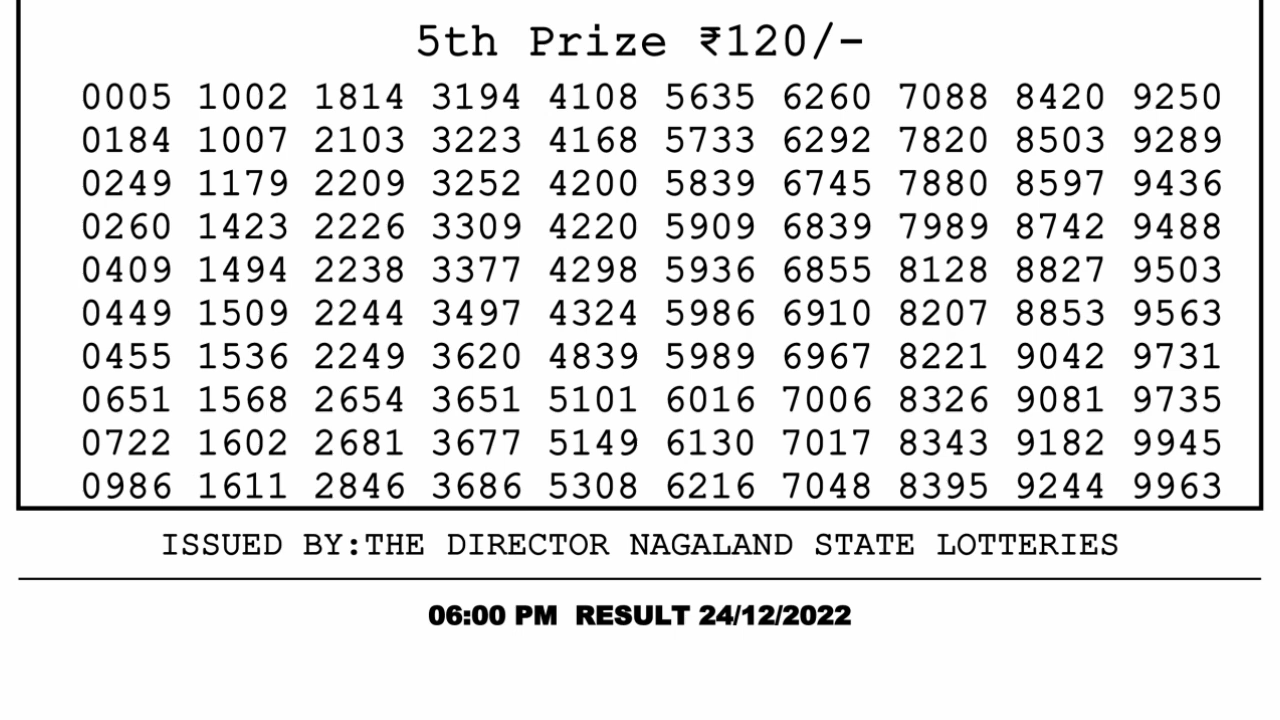 5th Prize ₹120/-
0005 1002 1814 3194 4108 5635 6260 7088 8420 9250
0184 1007 2103 3223 4168 5733 6292 7820 8503 9289
0249 1179 2209 3252 4200 5839 6745 7880 8597 9436
0260 1423 2226 3309 4220 5909 6839 7989 8742 9488
0409 1494 2238 3377 4298 5936 6855 8128 8827 9503
0449 1509 2244 3497 4324 5986 6910 8207 8853 9563
0455 1536 2249 3620 4839 5989 6967 8221 9042 9731
0651 1568 2654 3651 5101 6016 7006 8326 9081 9735
0722 1602 2681 3677 5149 6130 7017 8343 9182 9945
0986 1611 2846 3686 5308 6216 7048 8395 9244 9963
ISSUED BY:THE DIRECTOR NAGALAND STATE LOTTERIES
06:00 PM RESULT 24/12/2022